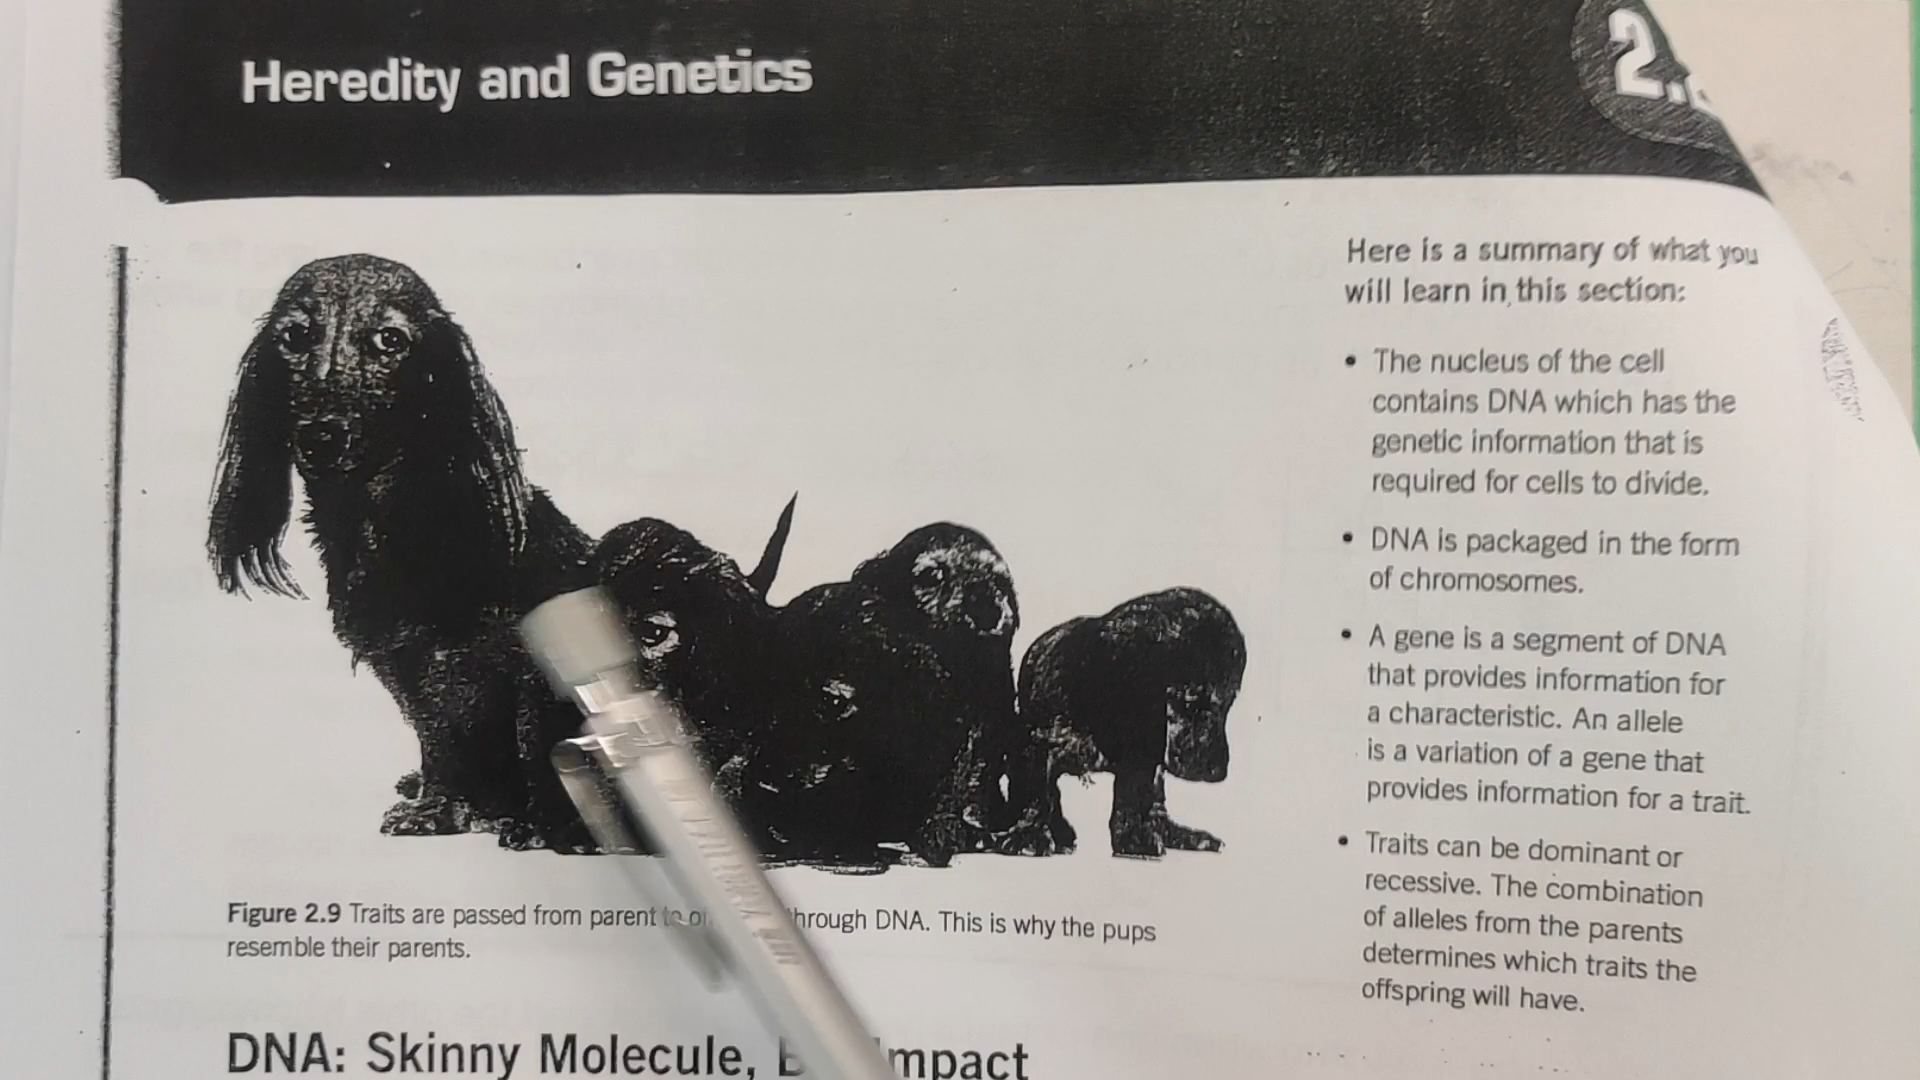 Heredity and Genetics
2.
Here is a summary of what you
will learn in this section:
• The nucleus of the cell
contains DNA which has the
genetic information that is
required for cells to divide.
• DNA is packaged in the form
of chromosomes.
• A gene is a segment of DNA
that provides information for
a characteristic. An allele
is a variation of a gene that
provides information for a trait.
• Traits can be dominant or
recessive. The combination
of alleles from the parents
determines which traits the
offspring will have.
Figure 2.9 Traits are passed from parent to through DNA. This is why the pups
resemble their parents.
DNA: Skinny Molecule, mpact